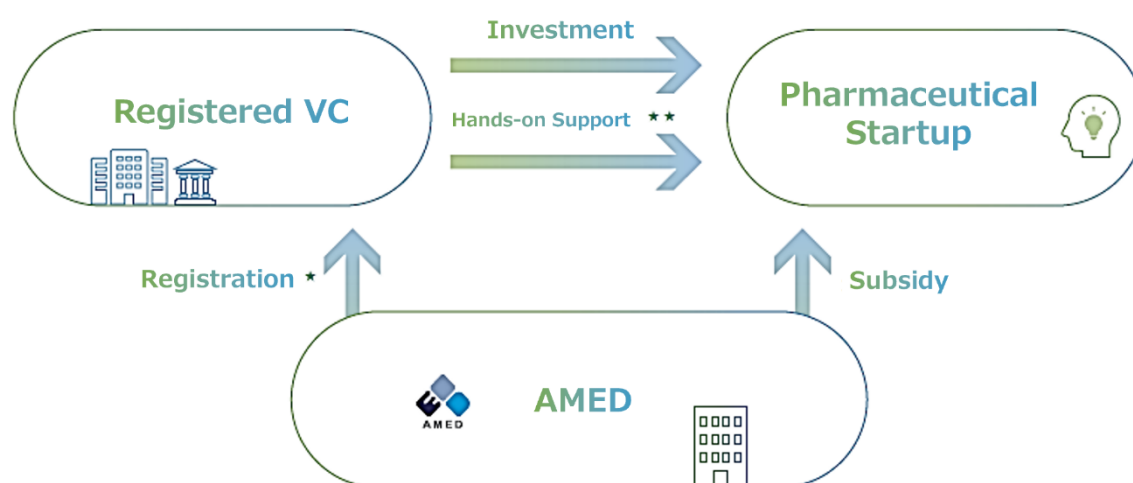 Investment
Registered VC
Hands-on Support ★★
Pharmaceutical
Startup
Registration ★
Subsidy
AMED
AMED